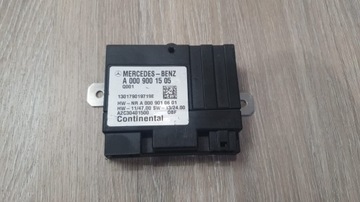 MERCEDES-BENZ
A 000 900 15 05
0001
HW-NR A 000 901 66 01
HW-11/47.00 SW-13/24.00
A2C30401500 DBF
Continental